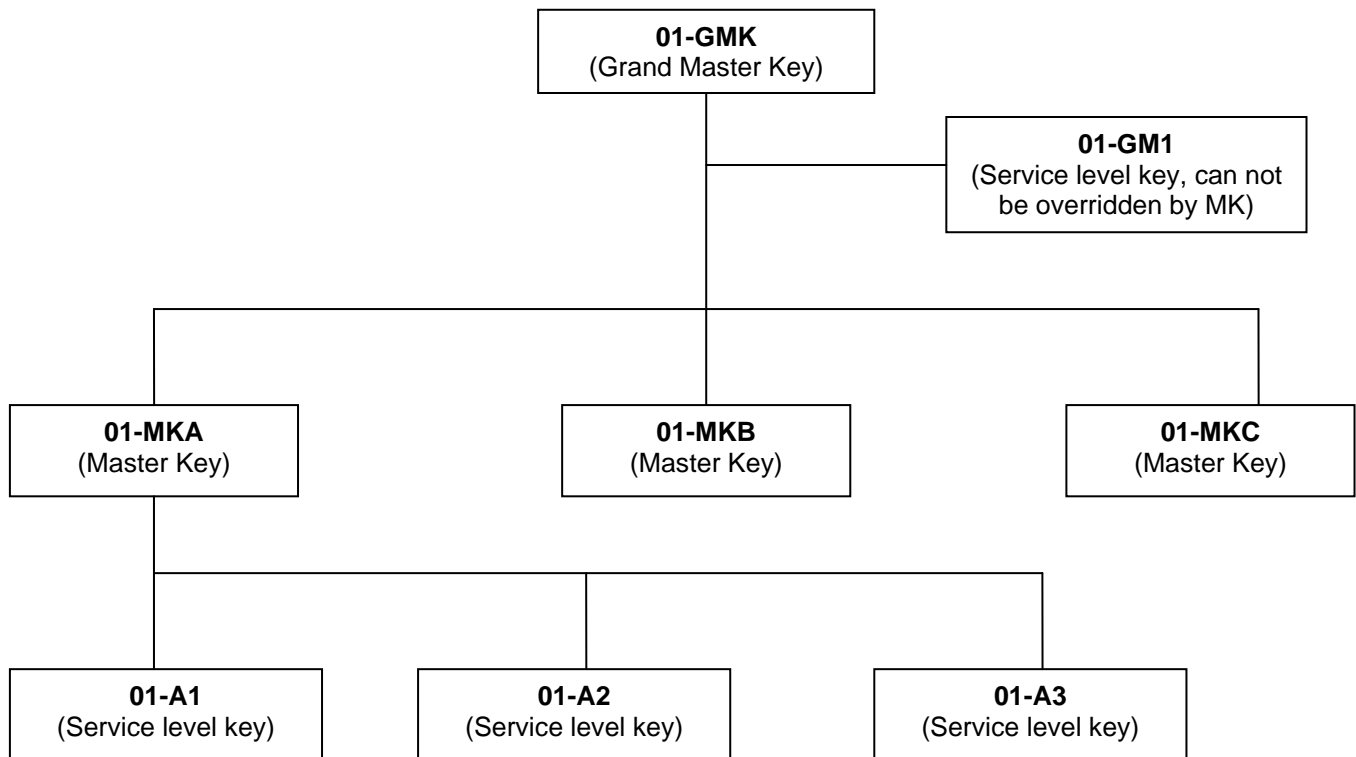 01-GMK
(Grand Master Key)
01-GM1
(Service level key, can not
be overridden by MK)
01-MKA
(Master Key)
01-MKB
(Master Key)
01-MKC
(Master Key)
01-A1
(Service level key)
01-A2
(Service level key)
01-A3
(Service level key)